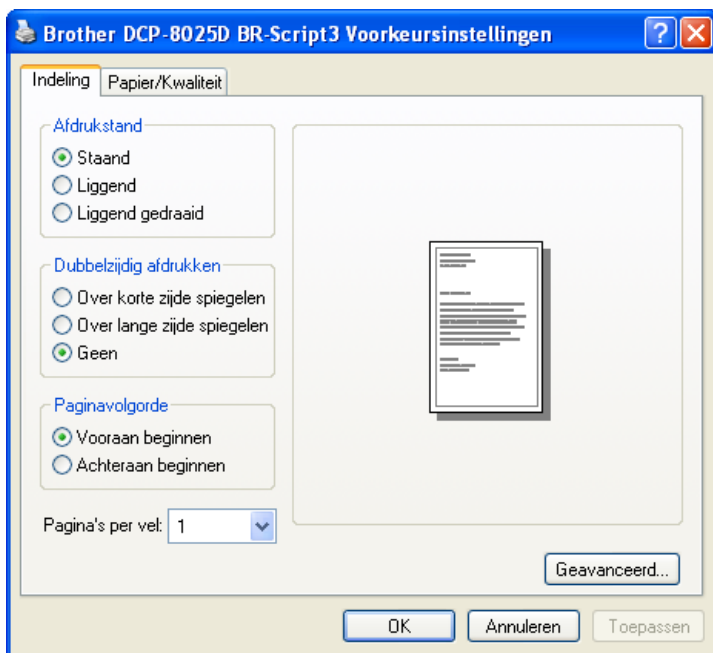 Brother DCP-8025D BR-Script3 Voorkeursinstellingen
Indeling
Papier/Kwaliteit
Afdrukstand
Staand
Liggend
Liggend gedraaid
Dubbelzijdig afdrukken
Over korte zijde spiegelen
Over lange zijde spiegelen
Geen
Paginavolgorde
Vooraan beginnen
Achteraan beginnen
Pagina's per vel: 1
Geavanceerd...
OK
Annuleren
Toepassen